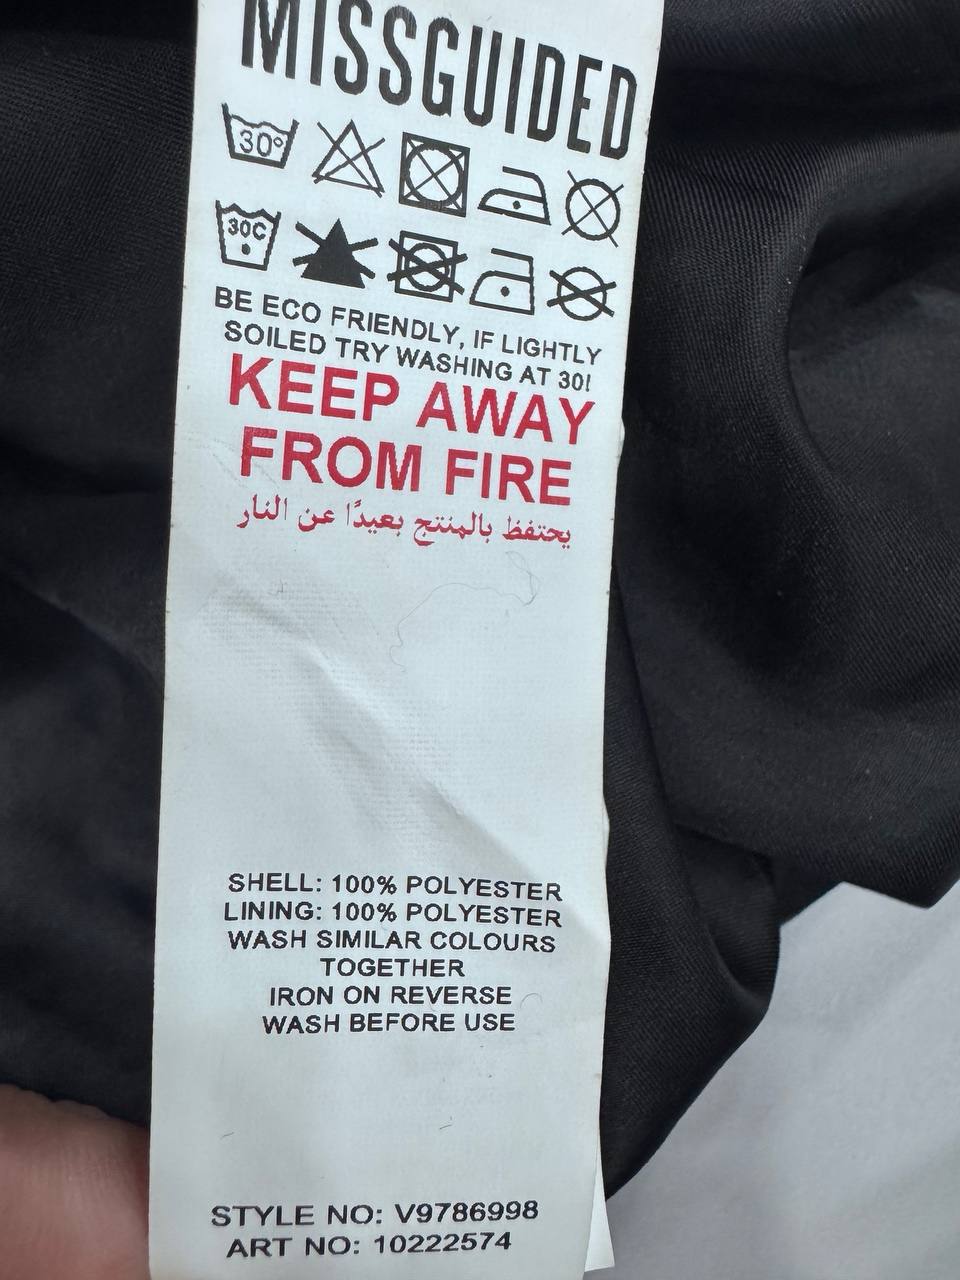 MISSGUIDED
30°
30C
BE ECO FRIENDLY, IF LIGHTLY
SOILED TRY WASHING AT 30!
KEEP AWAY
FROM FIRE
يحتفظ بالمنتج بعيدًا عن النار
SHELL: 100% POLYESTER
LINING: 100% POLYESTER
WASH SIMILAR COLOURS
TOGETHER
IRON ON REVERSE
WASH BEFORE USE
STYLE NO: V9786998
ART NO: 10222574